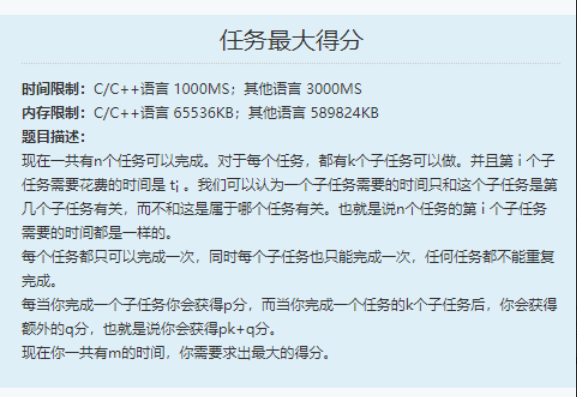 任务最大得分
时间限制：C/C++语言 1000MS；其他语言 3000MS
内存限制：C/C++语言 65536KB；其他语言 589824KB
题目描述：
现在一共有n个任务可以完成。对于每个任务，都有k个子任务可以做。并且第 i 个子
任务需要花费的时间是 ti 。我们可以认为一个子任务需要的时间只和这个子任务是第
几个子任务有关，而不和这是属于哪个任务有关。也就是说n个任务的第 i 个子任务
需要的时间都是一样的。
每个任务都只可以完成一次，同时每个子任务也只能完成一次，任何任务都不能重复
完成。
每当你完成一个子任务你会获得p分，而当你完成一个任务的k个子任务后，你会获得
额外的q分，也就是说你会获得pk+q分。
现在你一共有m的时间，你需要求出最大的得分。